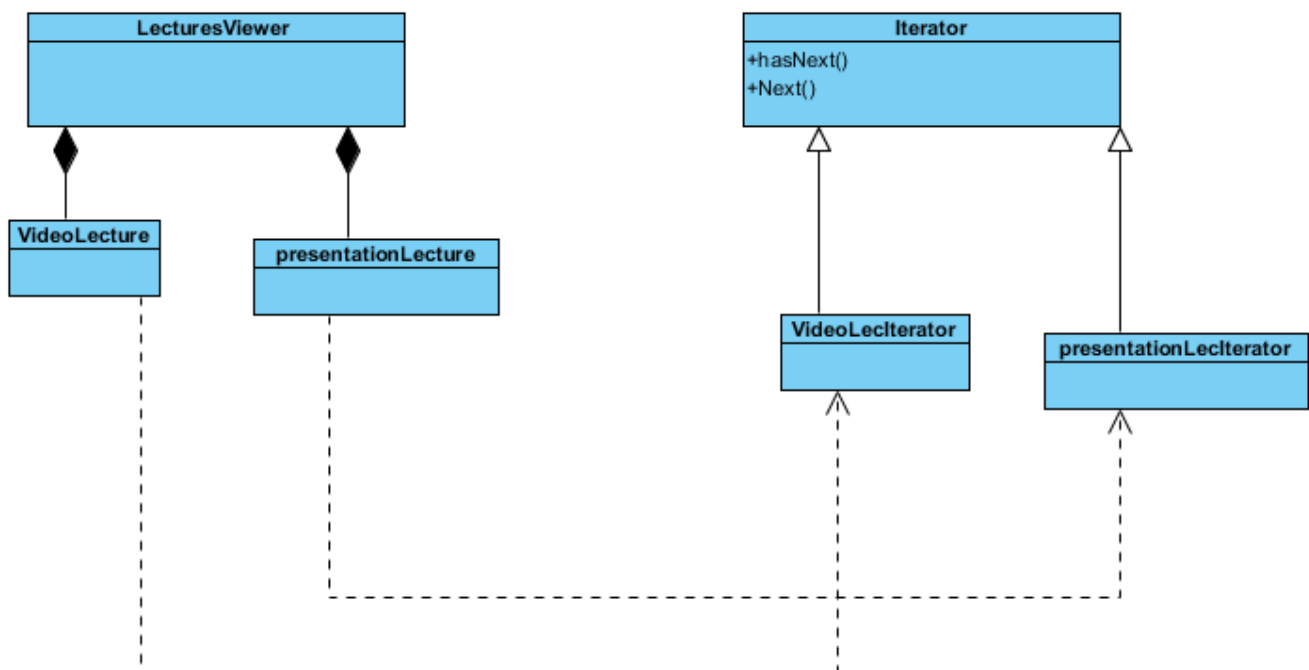 LecturesViewer
Iterator
+hasNext()
+Next()
VideoLecture
presentationLecture
VideoLecIterator
presentationLecIterator